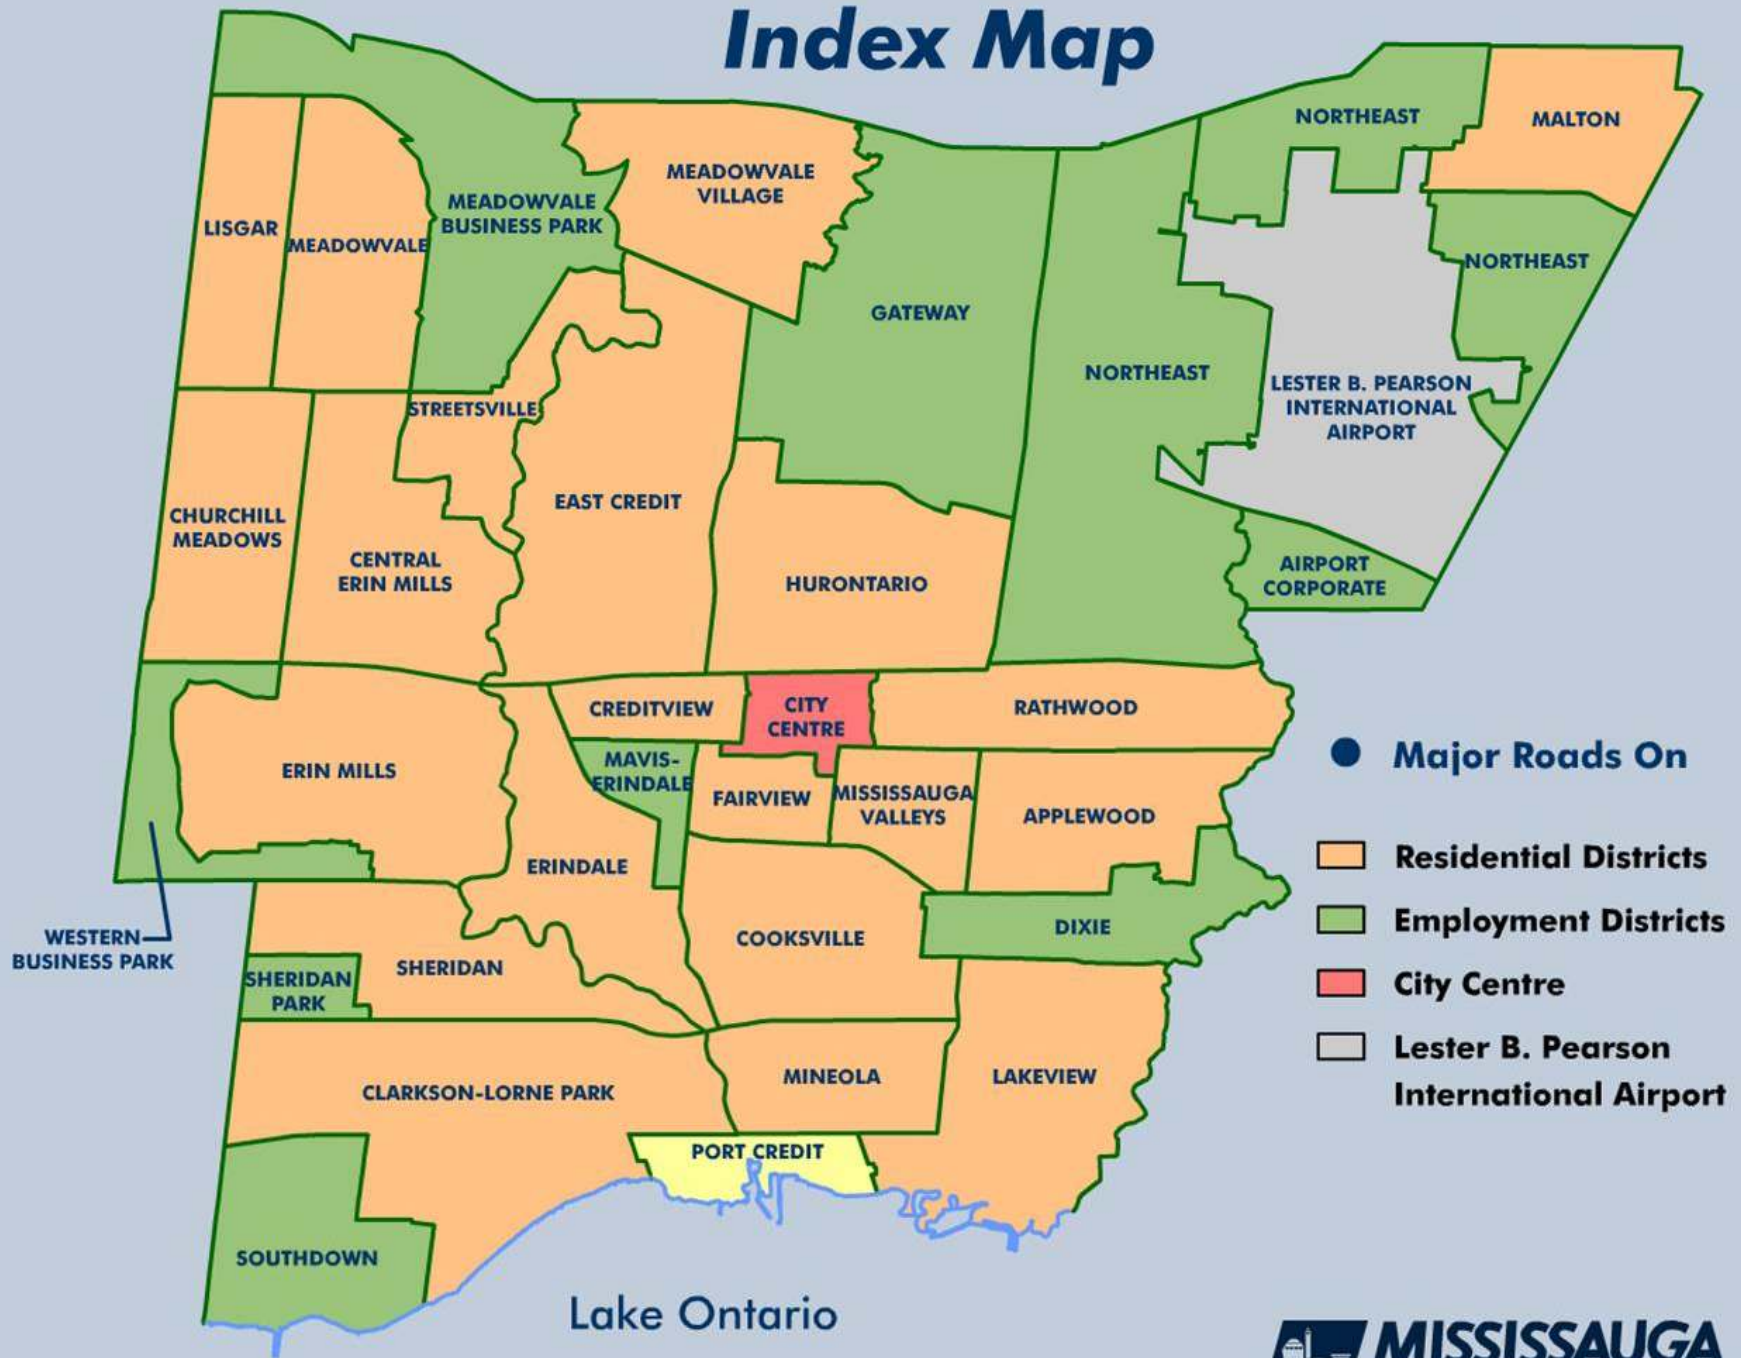 Index Map
NORTHEAST
MALTON
MEADOWVALE
VILLAGE
MEADOWVALE
BUSINESS PARK
LISGAR
MEADOWVALE
NORTHEAST
GATEWAY
NORTHEAST
LESTER B. PEARSON
INTERNATIONAL
AIRPORT
STREETSVILLE
EAST CREDIT
CHURCHILL
MEADOWS
CENTRAL
ERIN MILLS
HURONTARIO
AIRPORT
CORPORATE
CREDITVIEW
CITY
CENTRE
RATHWOOD
MAVIS-
ERINDALE
ERIN MILLS
FAIRVIEW
MISSISSAUGA
VALLEYS
APPLEWOOD
ERINDALE
DIXIE
WESTERN
BUSINESS PARK
COOKSVILLE
SHERIDAN
SHERIDAN
PARK
CLARKSON-LORNE PARK
MINEOLA
LAKEVIEW
PORT CREDIT
SOUTHDOWN
Lake Ontario
Major Roads On
Residential Districts
Employment Districts
City Centre
Lester B. Pearson
International Airport
MISSISSAUGA